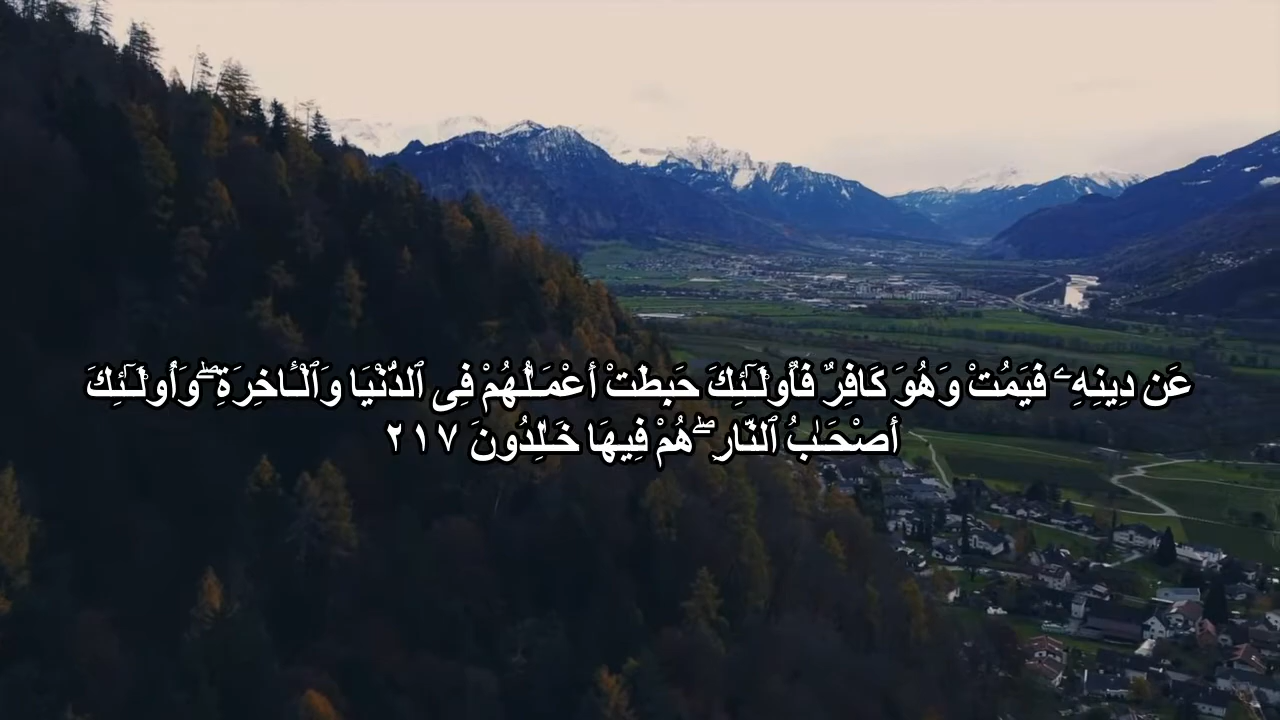 عَن دِينِهِۦ فَيَمُتْ وَهُوَ كَافِرٌ فَأُو۟لَـٰٓئِكَ حَبِطَتْ أَعْمَـٰلُهُمْ فِى ٱلدُّنْيَا وَٱلْـَٔاخِرَةِ ۖ وَأُو۟لَـٰٓئِكَ
أَصْحَـٰبُ ٱلنَّارِ ۖ هُمْ فِيهَا خَـٰلِدُونَ ٢١٧